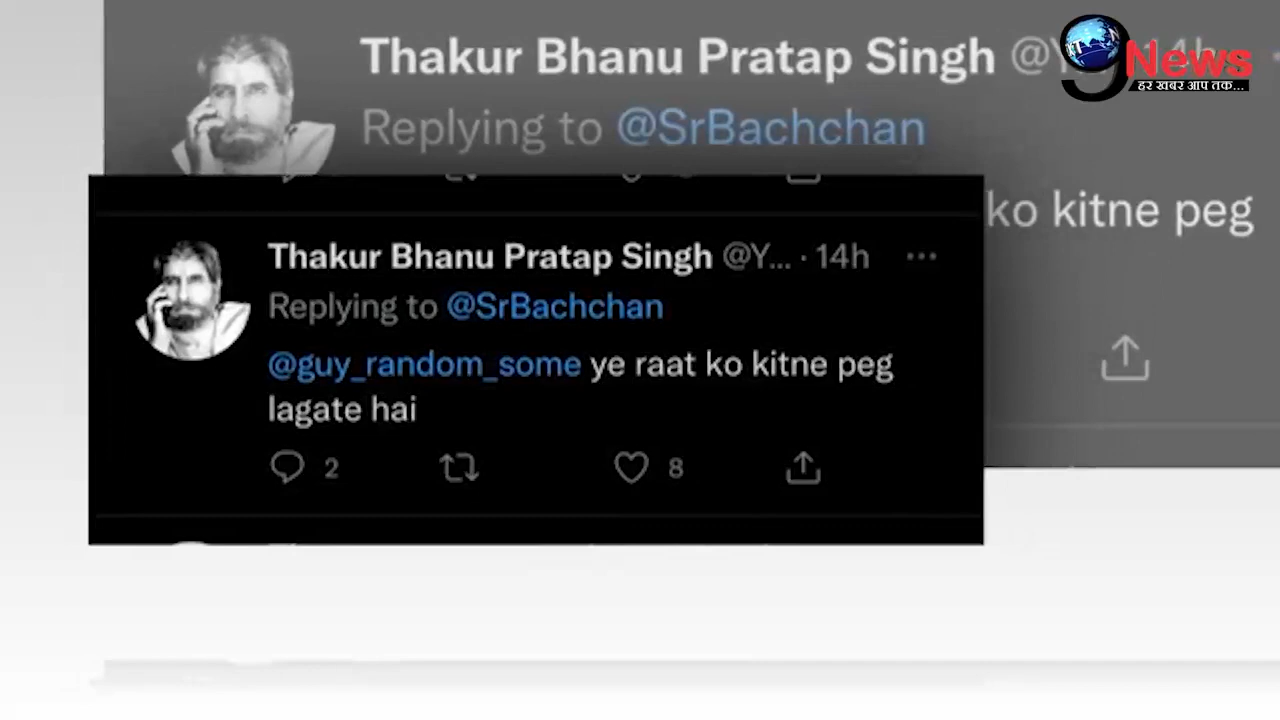 Thakur Bhanu Pratap Singh
Replying to @SrBachchan
ko kitne peg
News
हर खबर आप तक...
Thakur Bhanu Pratap Singh @Y... · 14h
Replying to @SrBachchan
@guy_random_some ye raat ko kitne peg
lagate hai
2
8